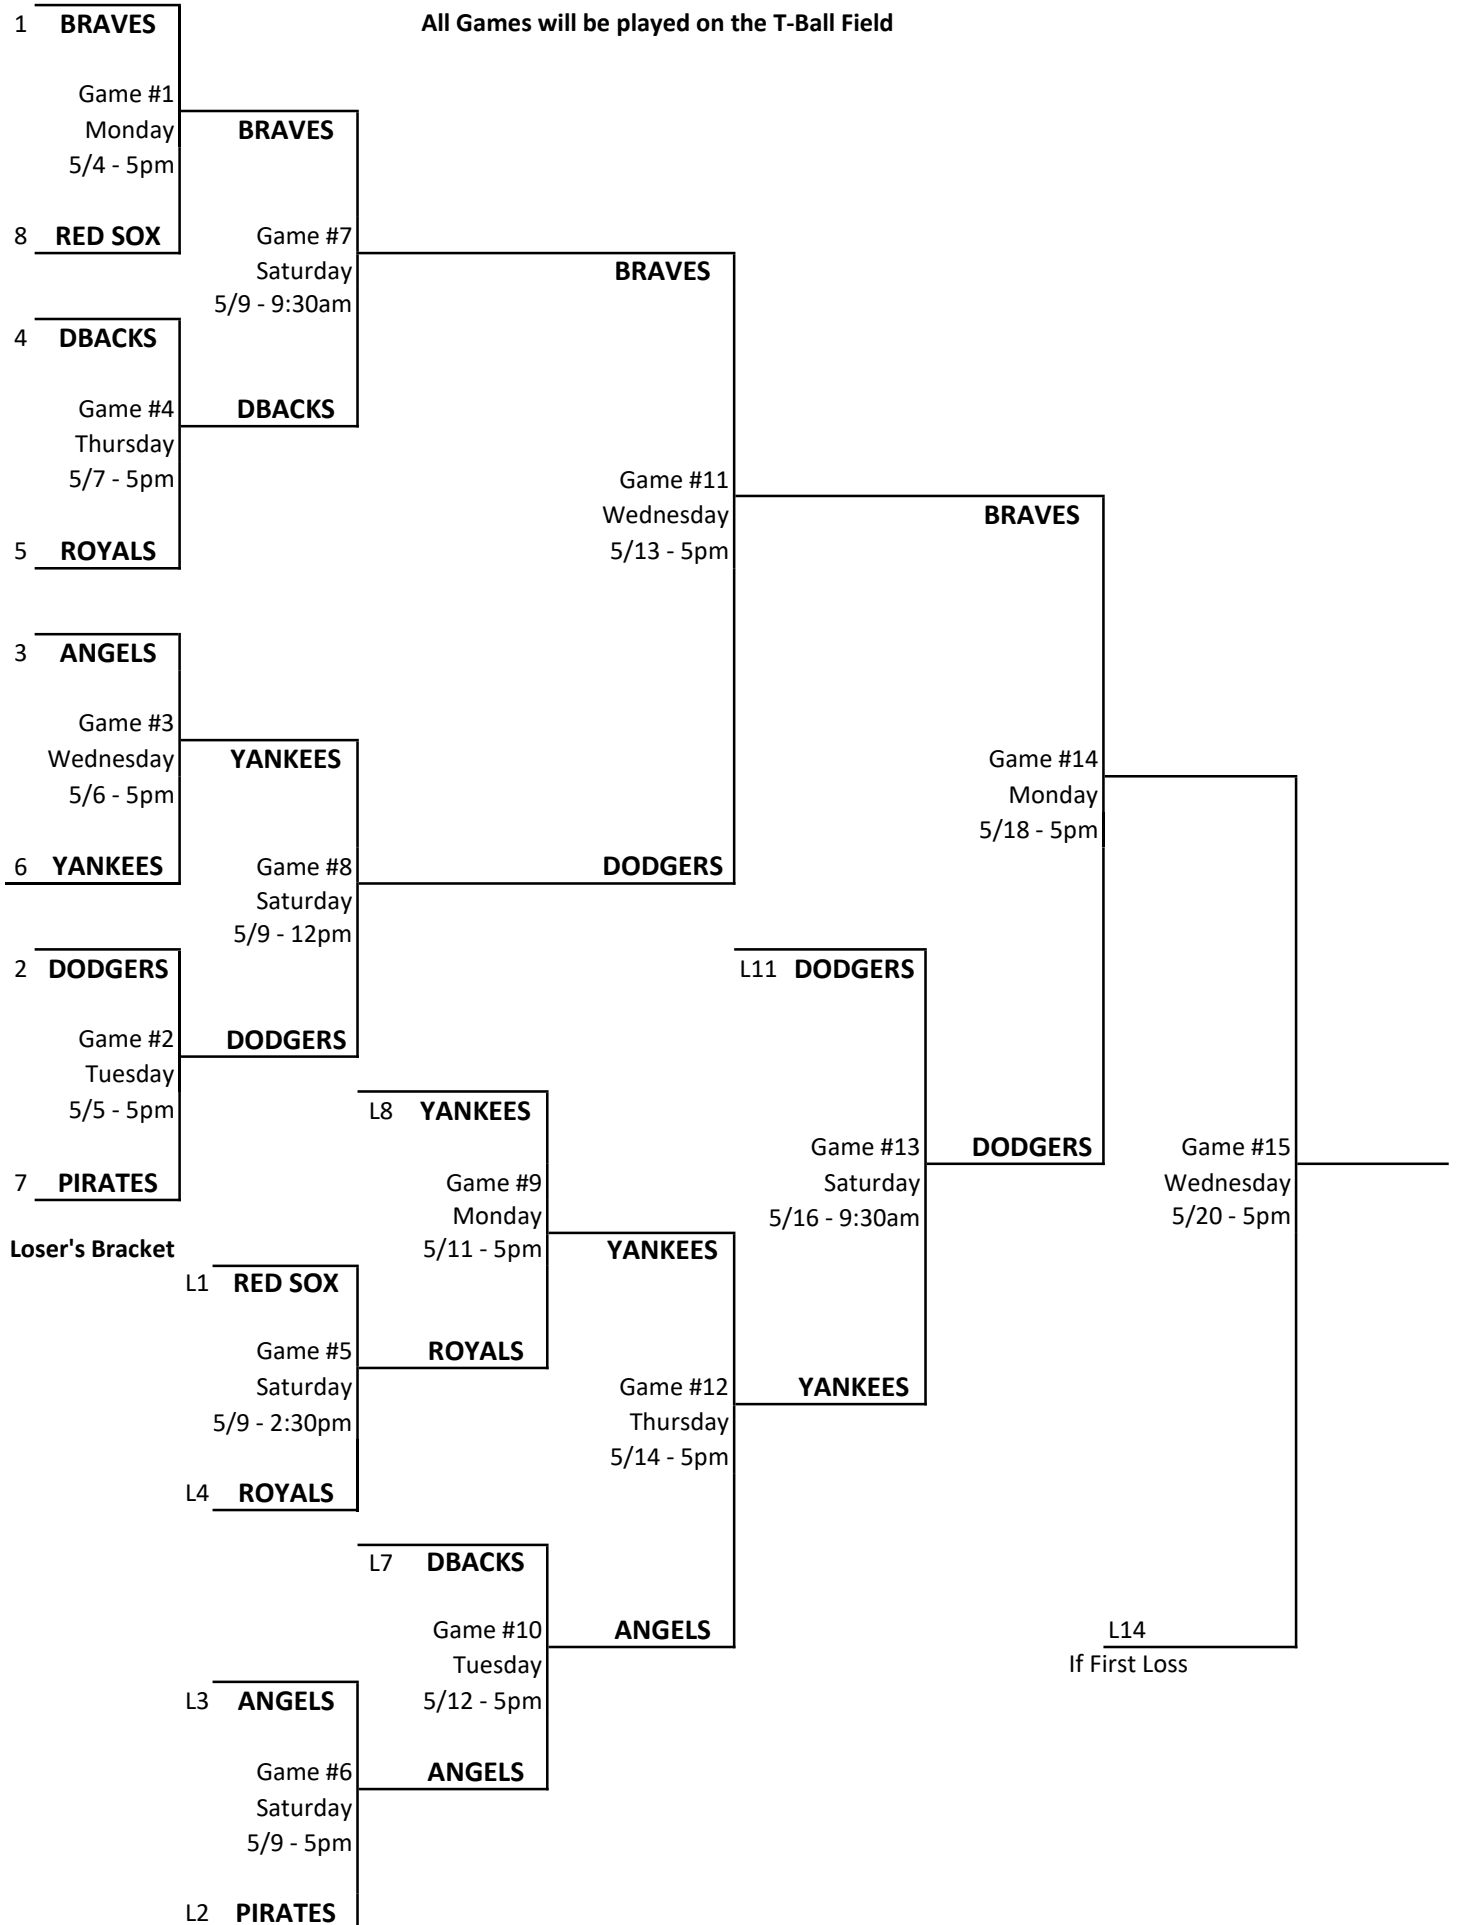 1 BRAVES
All Games will be played on the T-Ball Field
Game #1
Monday
5/4 - 5pm
BRAVES
8 RED SOX
Game #7
Saturday
5/9 - 9:30am
BRAVES
4 DBACKS
Game #4
Thursday
5/7 - 5pm
DBACKS
5 ROYALS
Game #11
Wednesday
5/13 - 5pm
BRAVES
3 ANGELS
Game #3
Wednesday
5/6 - 5pm
YANKEES
6 YANKEES
Game #8
Saturday
5/9 - 12pm
DODGERS
Game #14
Monday
5/18 - 5pm
2 DODGERS
Game #2
Tuesday
5/5 - 5pm
DODGERS
7 PIRATES
L11 DODGERS
Game #13
Saturday
5/16 - 9:30am
DODGERS
Game #15
Wednesday
5/20 - 5pm
L8 YANKEES
Game #9
Monday
5/11 - 5pm
YANKEES
Loser's Bracket
L1 RED SOX
Game #5
Saturday
5/9 - 2:30pm
ROYALS
L4 ROYALS
Game #12
Thursday
5/14 - 5pm
YANKEES
L7 DBACKS
Game #10
Tuesday
5/12 - 5pm
ANGELS
L14
If First Loss
L3 ANGELS
Game #6
Saturday
5/9 - 5pm
ANGELS
L2 PIRATES